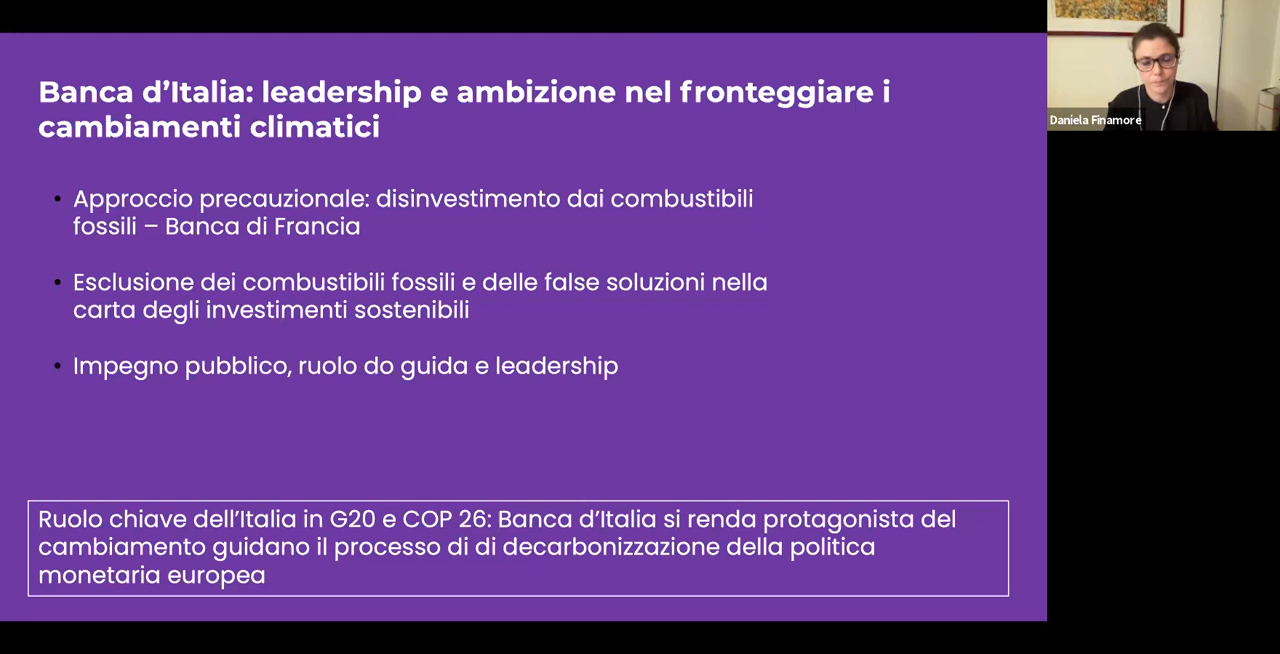 Banca d’Italia: leadership e ambizione nel fronteggiare i
cambiamenti climatici
• Approccio precauzionale: disinvestimento dai combustibili
fossili – Banca di Francia
• Esclusione dei combustibili fossili e delle false soluzioni nella
carta degli investimenti sostenibili
• Impegno pubblico, ruolo do guida e leadership
Ruolo chiave dell’Italia in G20 e COP 26: Banca d’Italia si renda protagonista del
cambiamento guidano il processo di di decarbonizzazione della politica
monetaria europea
Daniela Finamore